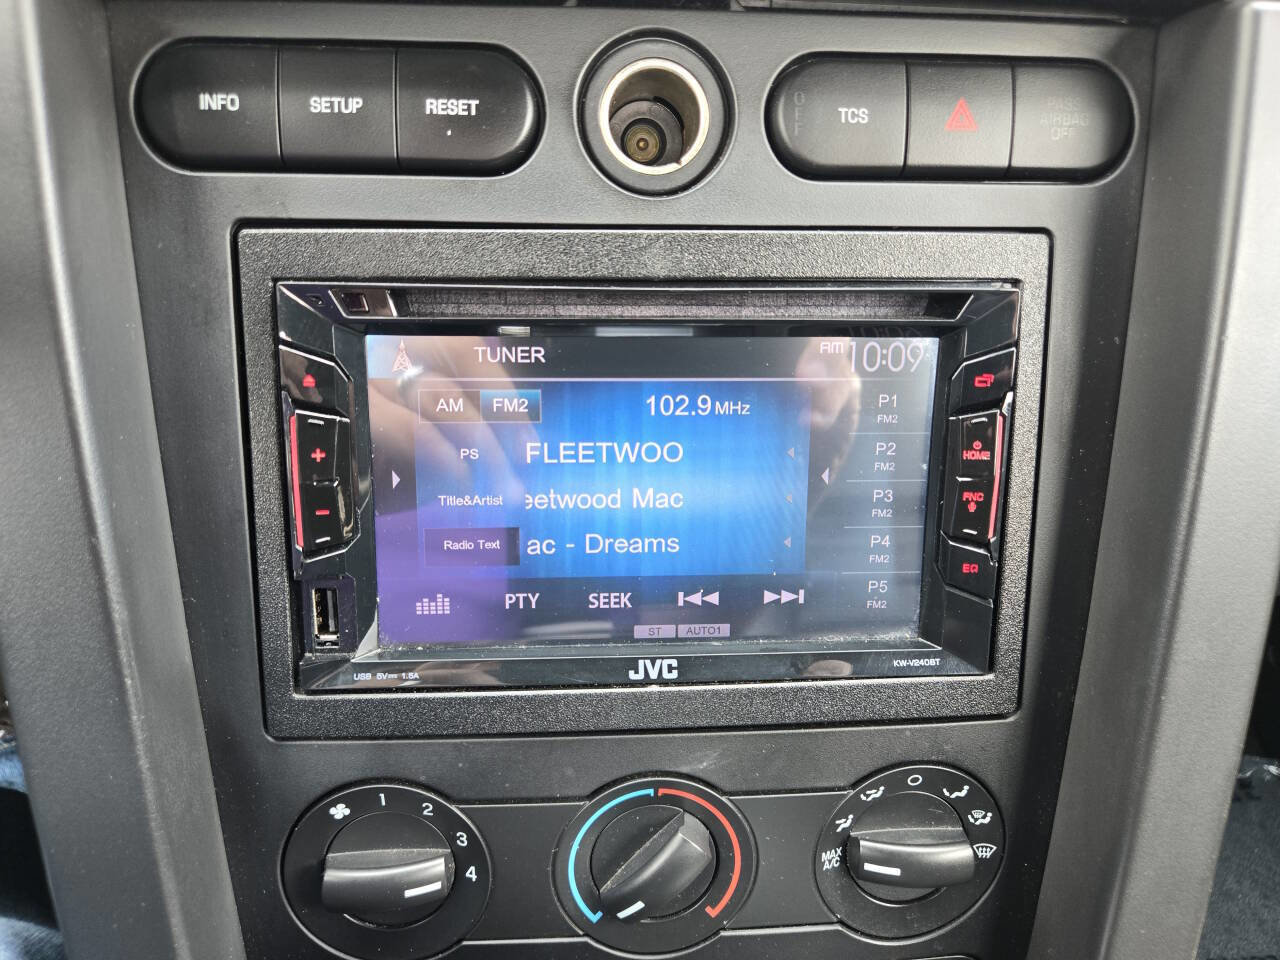 INFO SETUP RESET
OFF TCS PASS AIRBAG OFF
TUNER AM 10:09
AM FM2 102.9 MHz
PS FLEETWOO
Title&Artist eetwood Mac
Radio Text ac - Dreams
PTY SEEK
ST AUTO1
P1
FM2
P2
FM2
P3
FM2
P4
FM2
P5
FM2
HOME
FNC
EQ
USB 5V 1.5A JVC KW-V240BT
1 2 3 4
MAX A/C